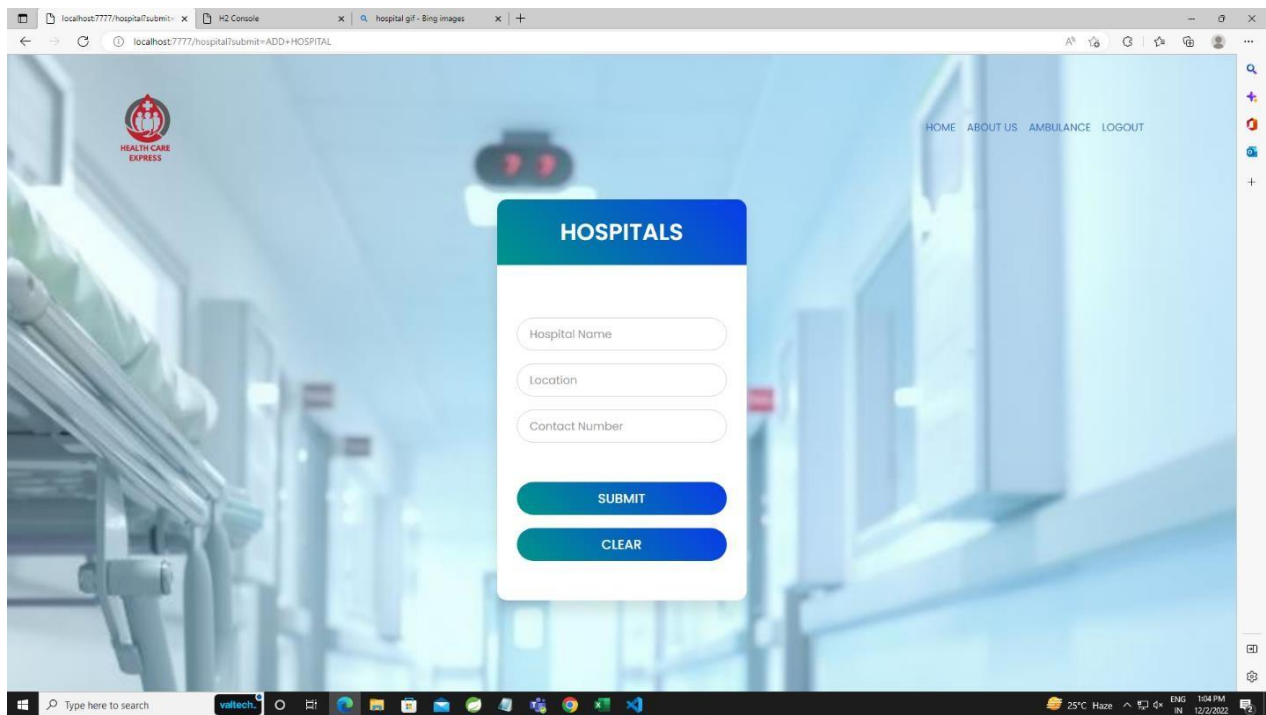 localhost:7777/hospital?submit=
H2 Console
hospital gif - Bing images
localhost:7777/hospital?submit=ADD+HOSPITAL
HEALTH CARE
EXPRESS
HOME ABOUT US AMBULANCE LOGOUT
HOSPITALS
Hospital Name
Location
Contact Number
SUBMIT
CLEAR
Type here to search
valtech.
25°C Haze
ENG
IN
1:04 PM
12/2/2022